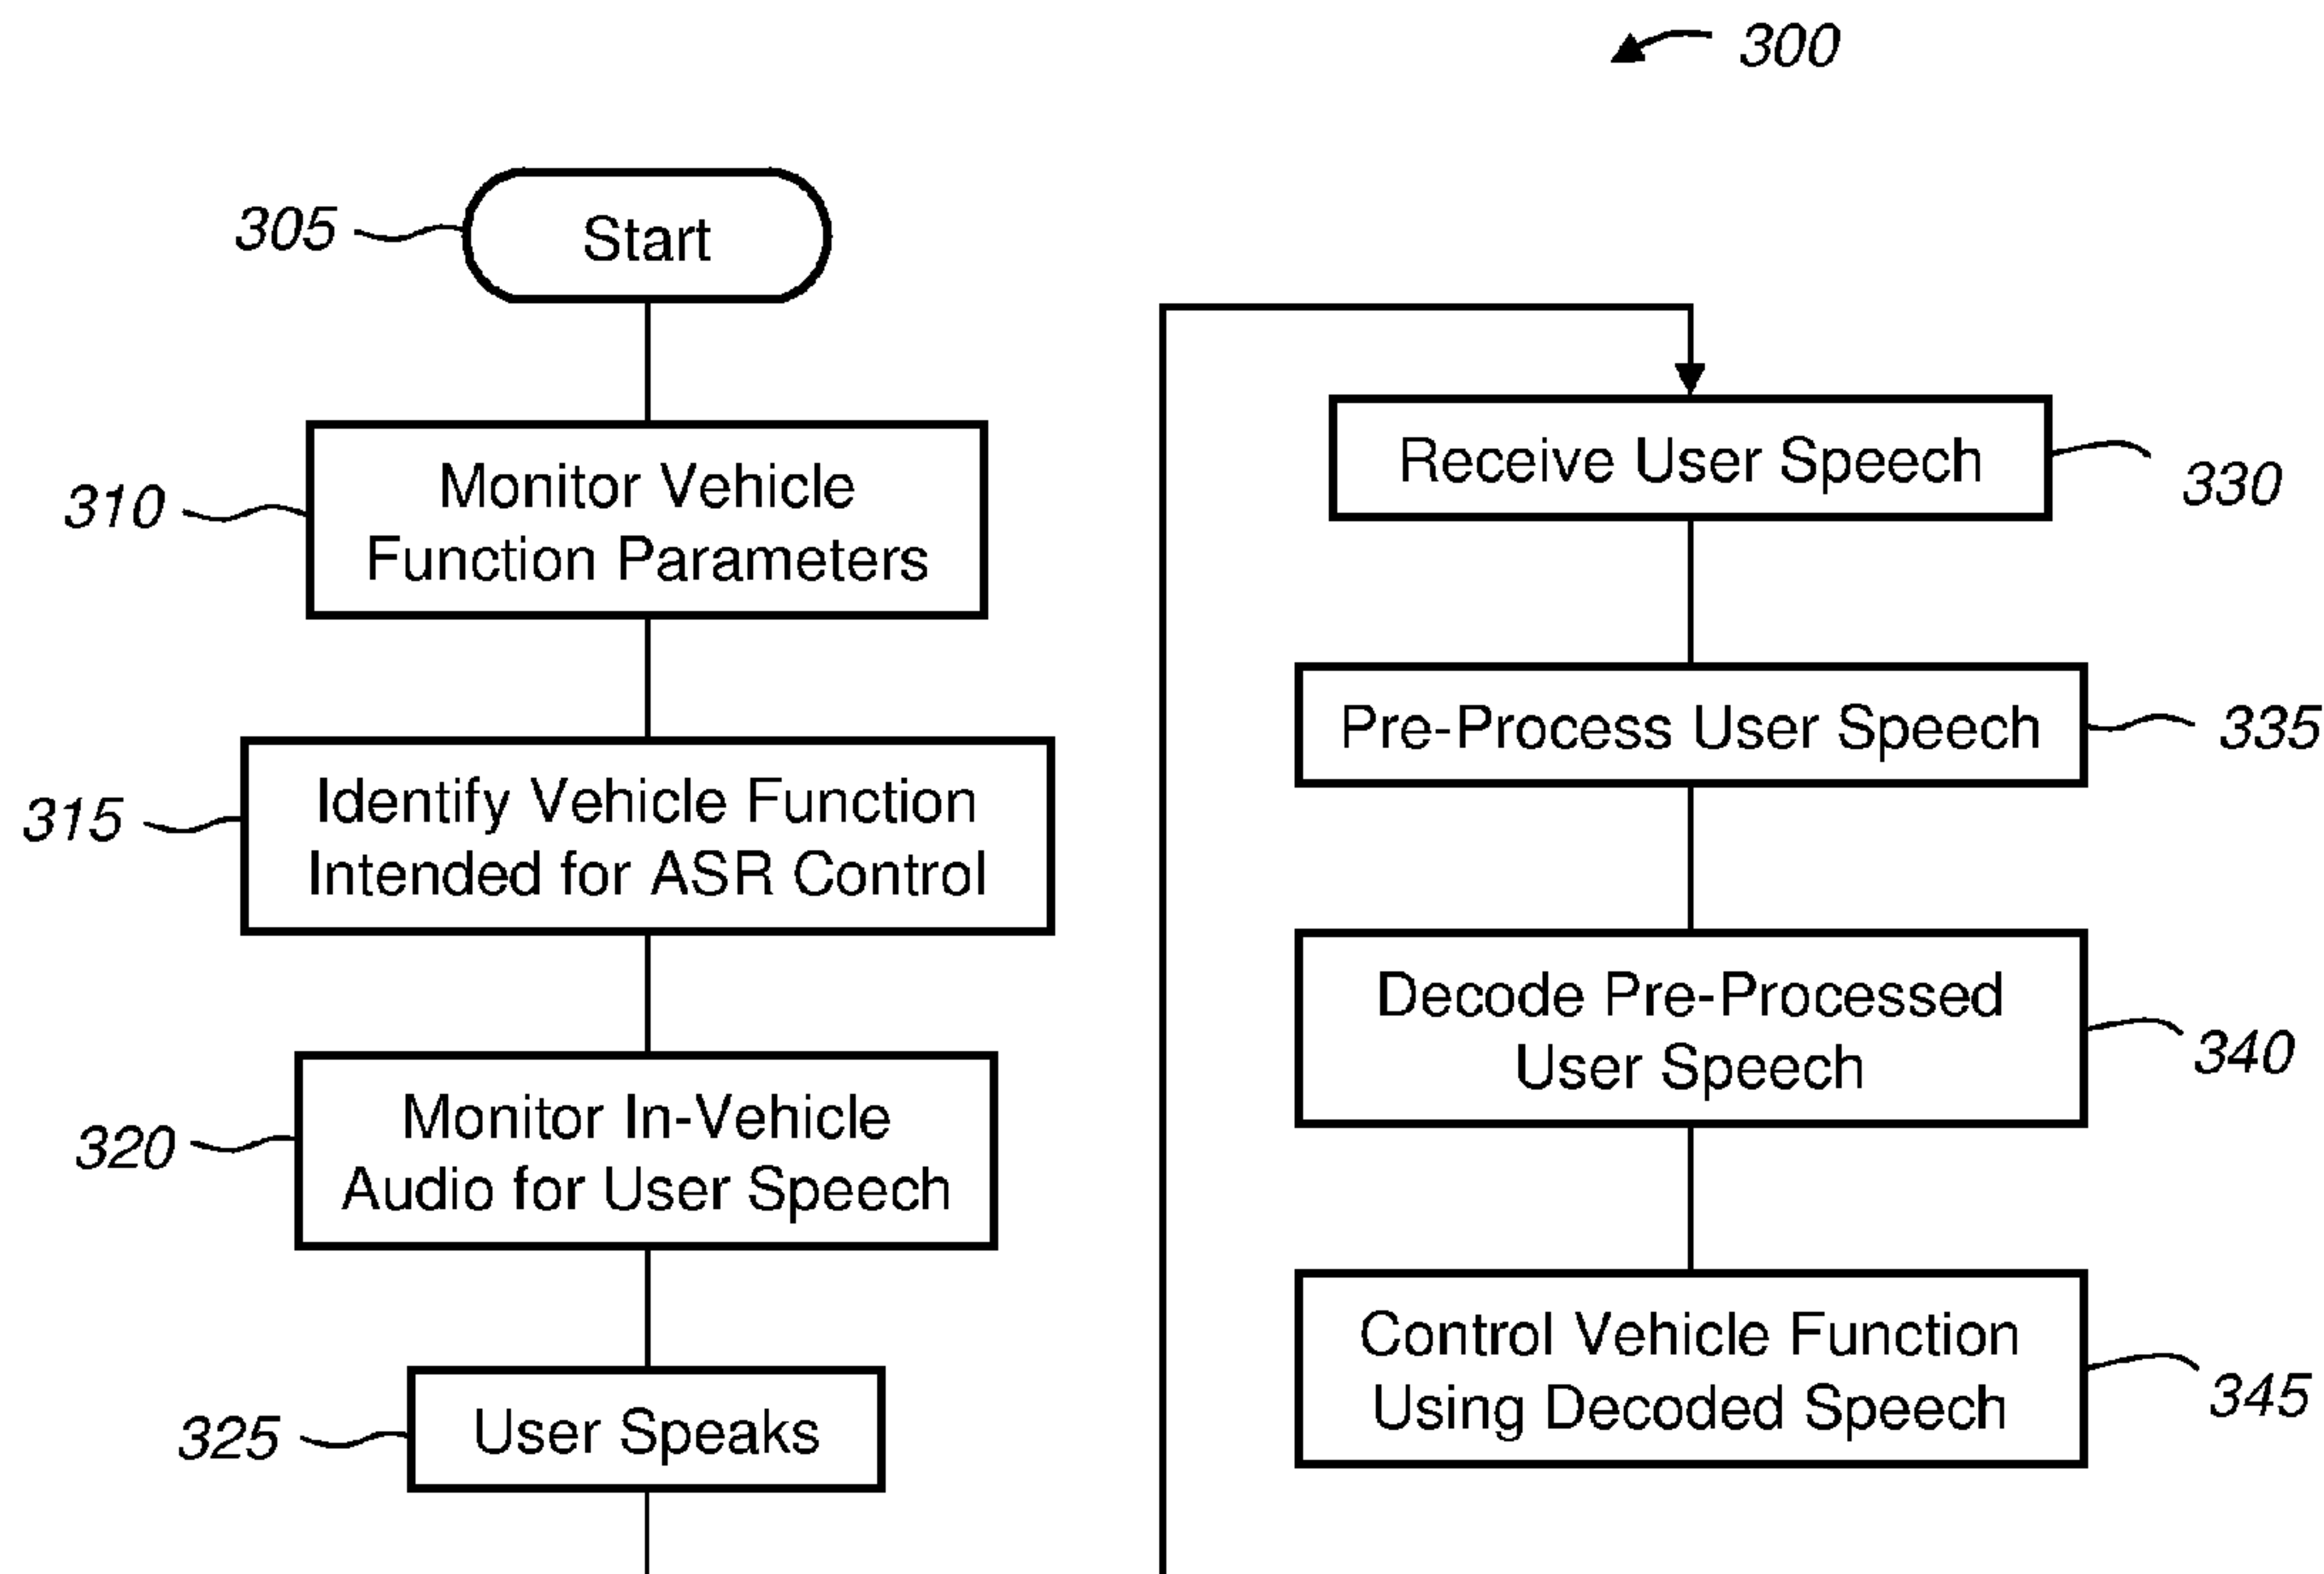 300
305
Start
310
Monitor Vehicle
Function Parameters
315
Identify Vehicle Function
Intended for ASR Control
320
Monitor In-Vehicle
Audio for User Speech
325
User Speaks
Receive User Speech
330
Pre-Process User Speech
335
Decode Pre-Processed
User Speech
340
Control Vehicle Function
Using Decoded Speech
345